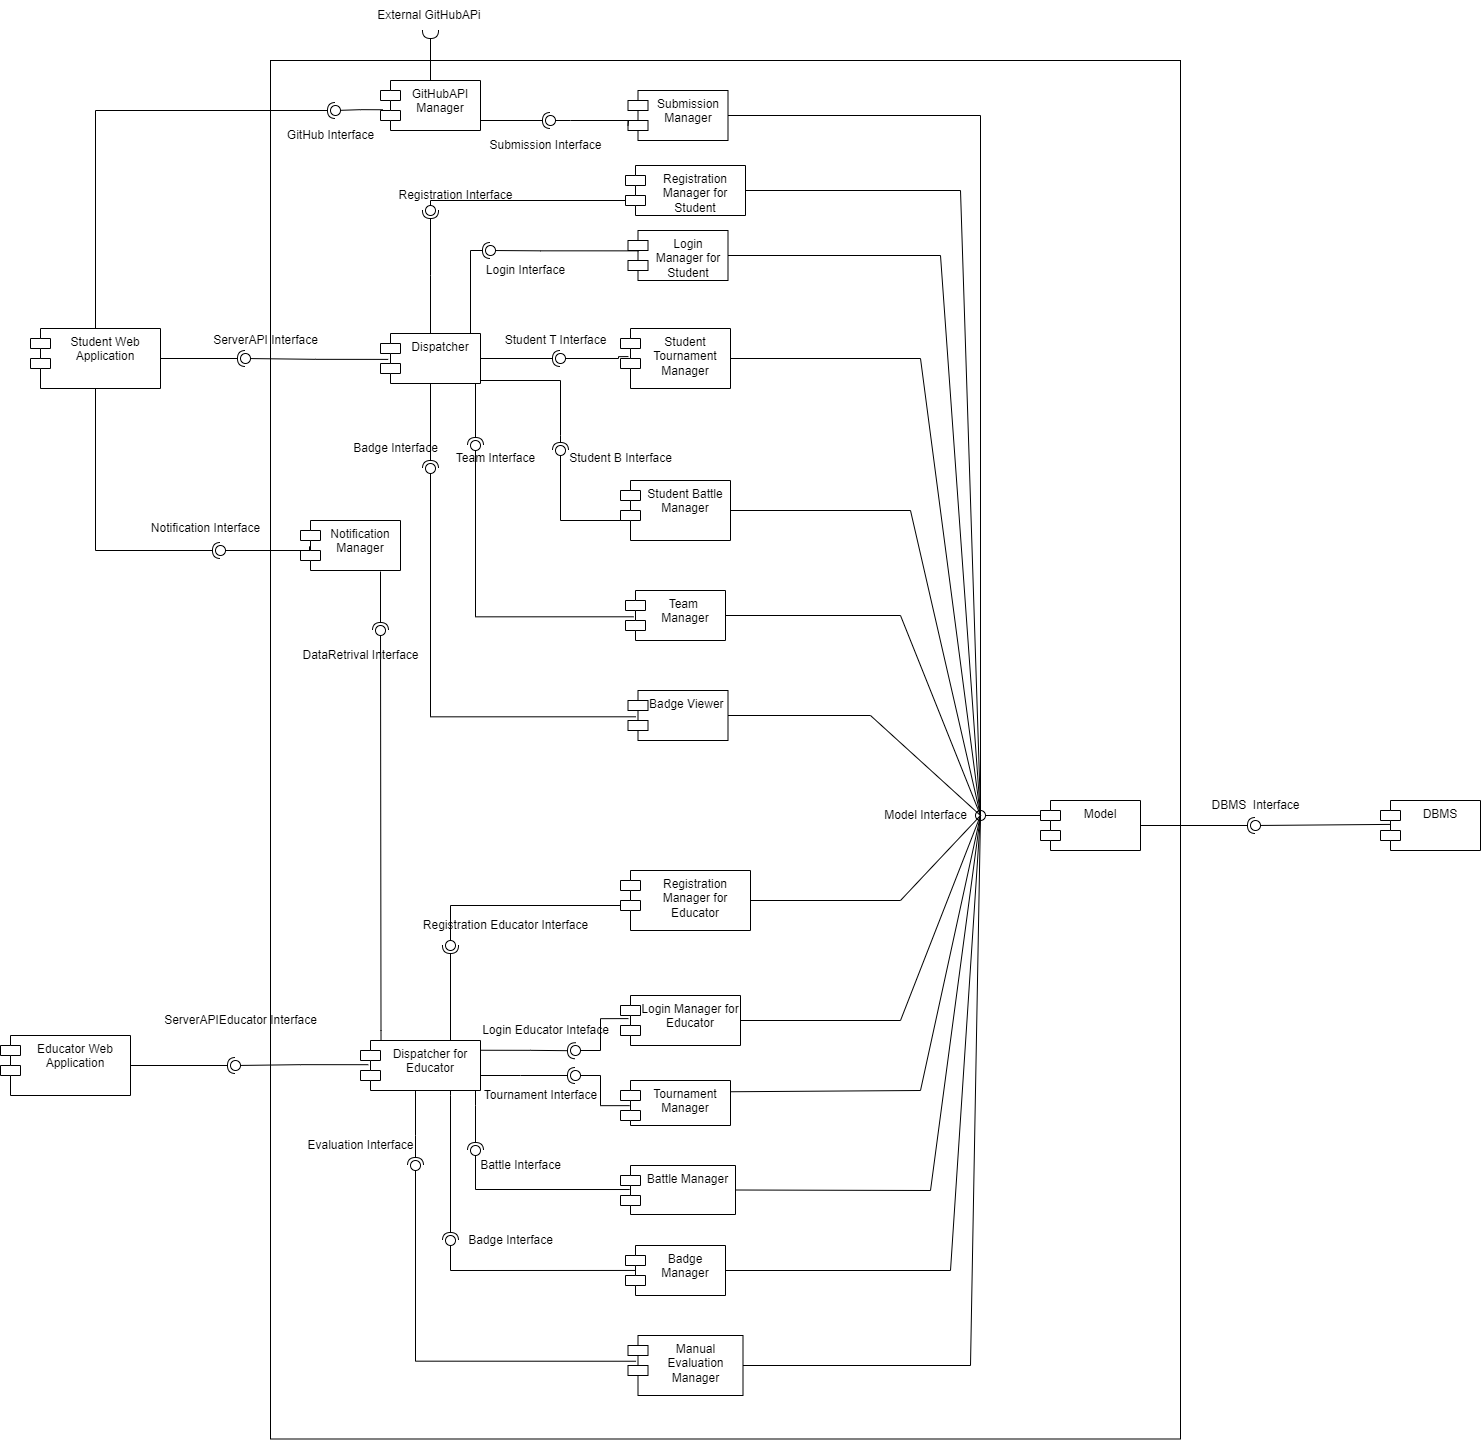 External GitHubAPi
GitHubAPI
Manager
GitHub Interface
Submission
Manager
Submission Interface
Registration
Manager for
Student
Registration Interface
Login
Manager for
Student
Login Interface
Student Web
Application
ServerAPI Interface
Dispatcher
Student T Interface
Student
Tournament
Manager
Badge Interface
Team Interface
Student B Interface
Student Battle
Manager
Notification Interface
Notification
Manager
Team
Manager
DataRetrival Interface
Badge Viewer
Model Interface
Model
DBMS  Interface
DBMS
Registration
Manager for
Educator
Registration Educator Interface
Login Manager for
Educator
ServerAPIEducator Interface
Login Educator Inteface
Educator Web
Application
Dispatcher for
Educator
Tournament Interface
Tournament
Manager
Evaluation Interface
Battle Interface
Battle Manager
Badge Interface
Badge
Manager
Manual
Evaluation
Manager